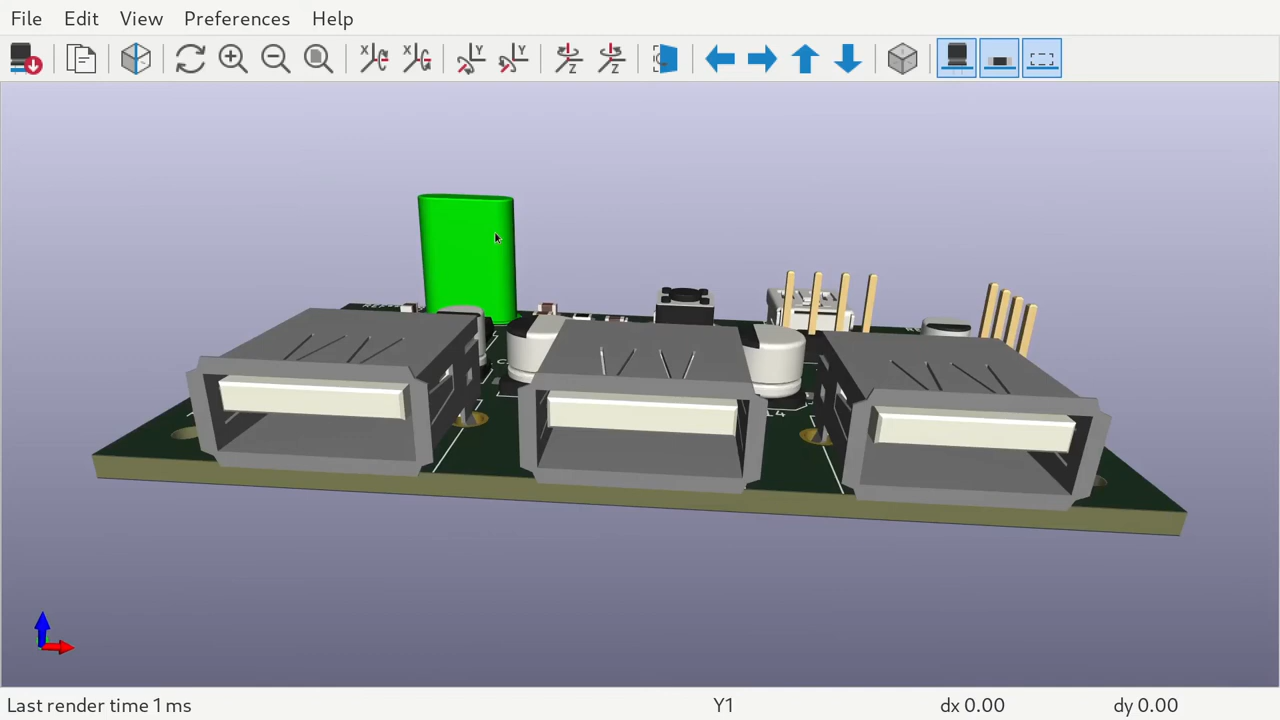 File Edit View Preferences Help
X X Y Y Z Z
Last render time 1 ms Y1 dx 0.00 dy 0.00